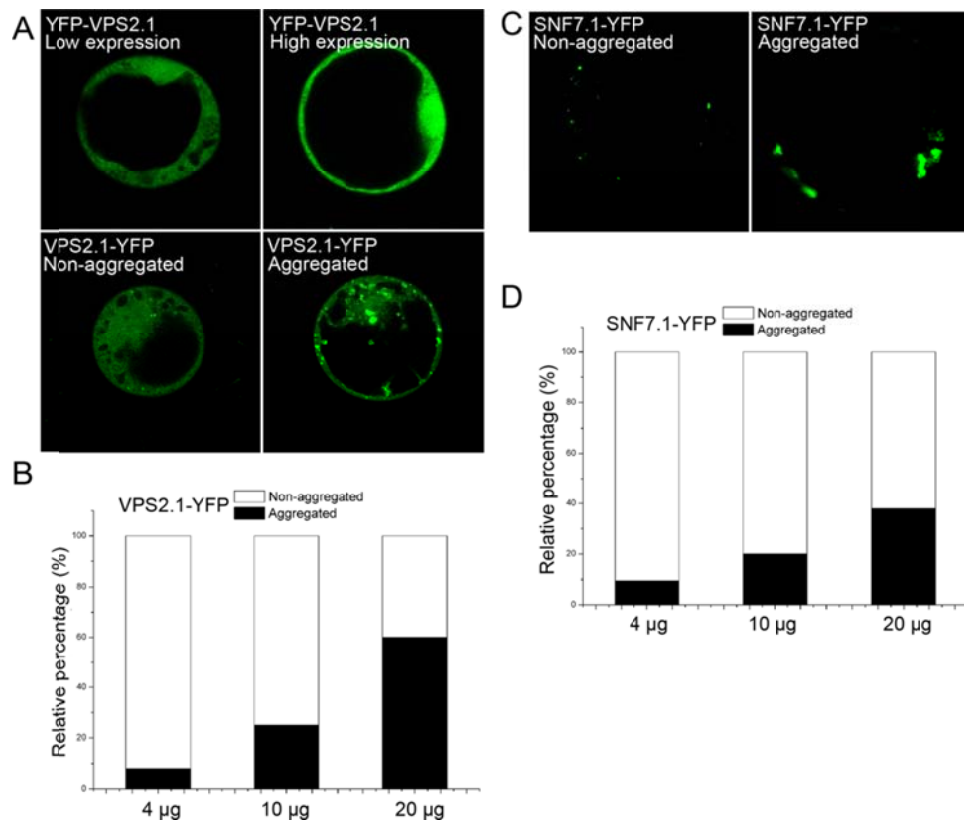 A
YFP-VPS2.1
Low expression
YFP-VPS2.1
High expression
VPS2.1-YFP
Non-aggregated
VPS2.1-YFP
Aggregated
B
VPS2.1-YFP
Non-aggregated
Aggregated
Relative percentage (%)
100
80
60
40
20
0
4 µg
10 µg
20 µg
C
SNF7.1-YFP
Non-aggregated
SNF7.1-YFP
Aggregated
D
SNF7.1-YFP
Non-aggregated
Aggregated
Relative percentage (%)
100
80
60
40
20
0
4 µg
10 µg
20 µg